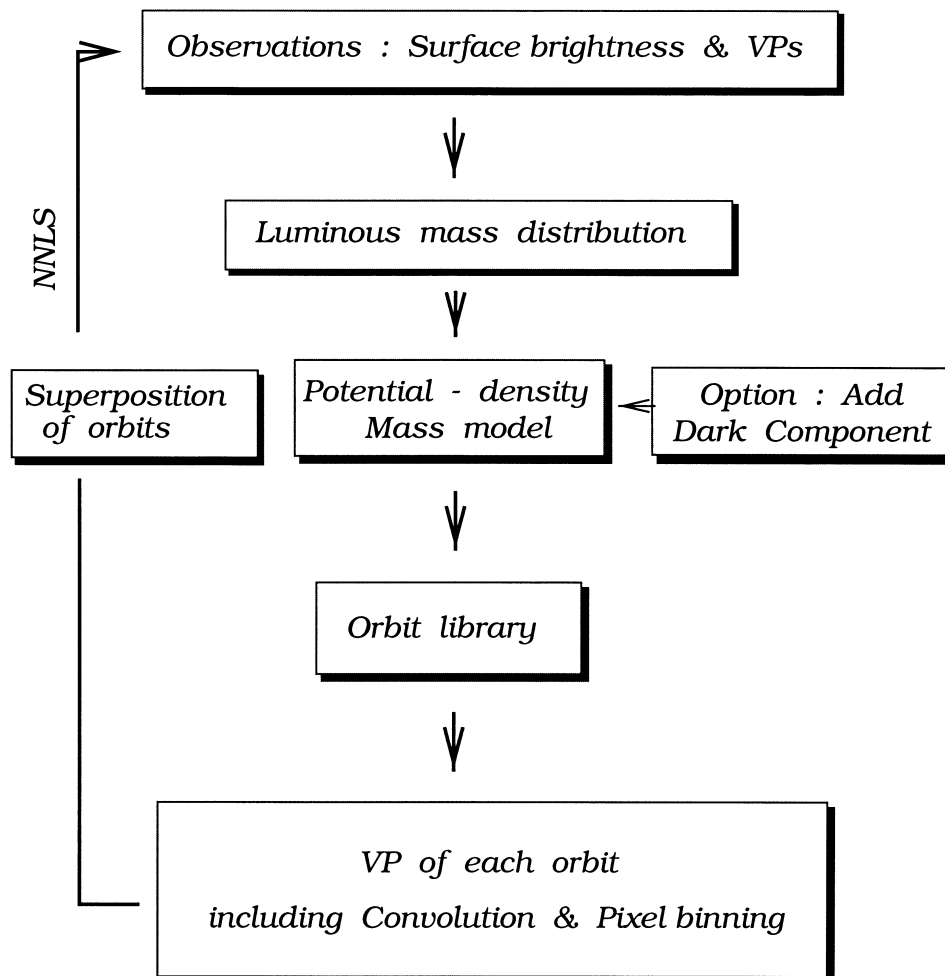 Observations : Surface brightness & VPs
NNLS
Luminous mass distribution
Superposition
of orbits
Potential - density
Mass model
Option : Add
Dark Component
Orbit library
VP of each orbit
including Convolution & Pixel binning